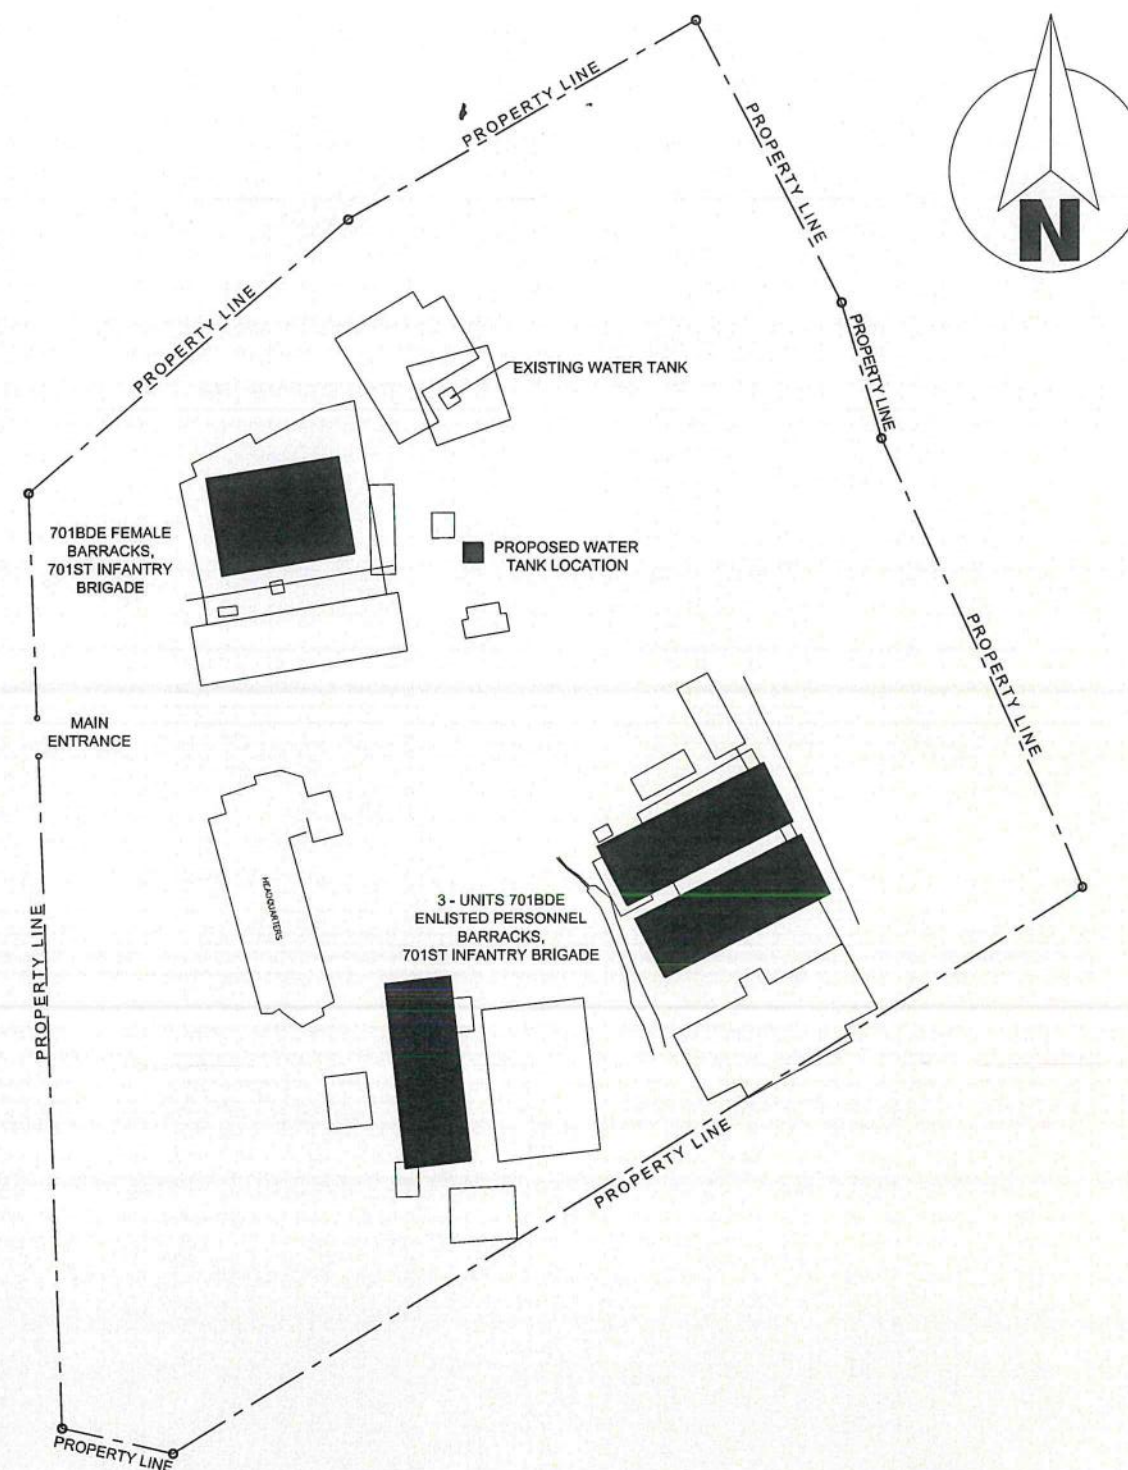 PROPERTY LINE
PROPERTY LINE
N
PROPERTY LINE
PROPERTY LINE
EXISTING WATER TANK
701BDE FEMALE
BARRACKS,
701ST INFANTRY
BRIGADE
PROPOSED WATER
TANK LOCATION
PROPERTY LINE
MAIN
ENTRANCE
HEADQUARTERS
3 - UNITS 701BDE
ENLISTED PERSONNEL
BARRACKS,
701ST INFANTRY BRIGADE
PROPERTY LINE
PROPERTY LINE
PROPERTY LINE